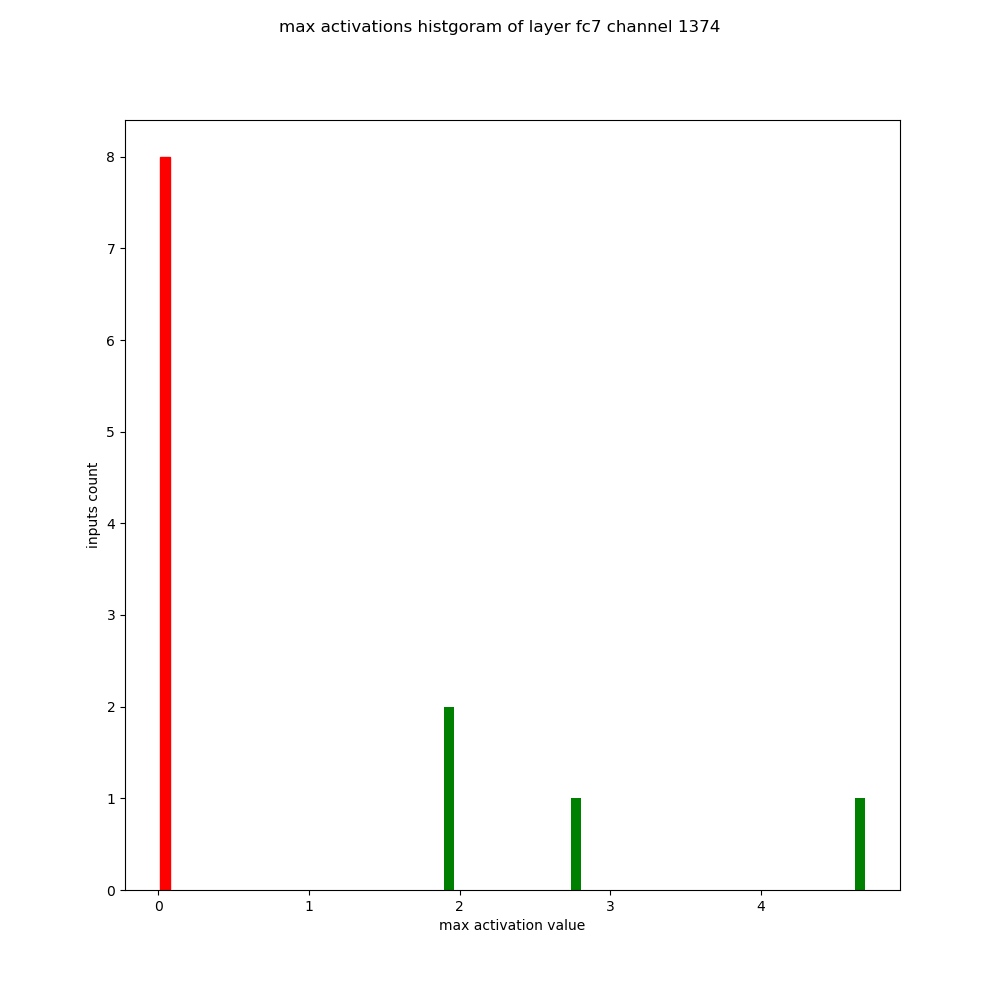 max activations histgoram of layer fc7 channel 1374
8
7
6
5
4
3
2
1
0
inputs count
0 1 2 3 4
max activation value